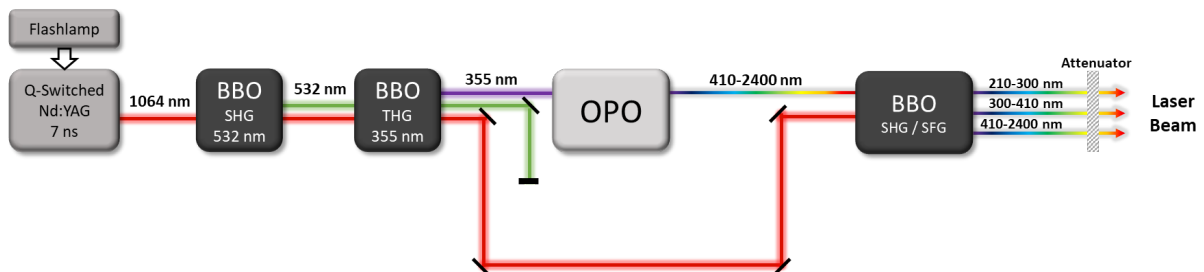 Flashlamp
Q-Switched
Nd:YAG
7 ns
1064 nm
BBO
SHG
532 nm
532 nm
BBO
THG
355 nm
355 nm
OPO
410-2400 nm
BBO
SHG / SFG
210-300 nm
300-410 nm
410-2400 nm
Attenuator
Laser
Beam